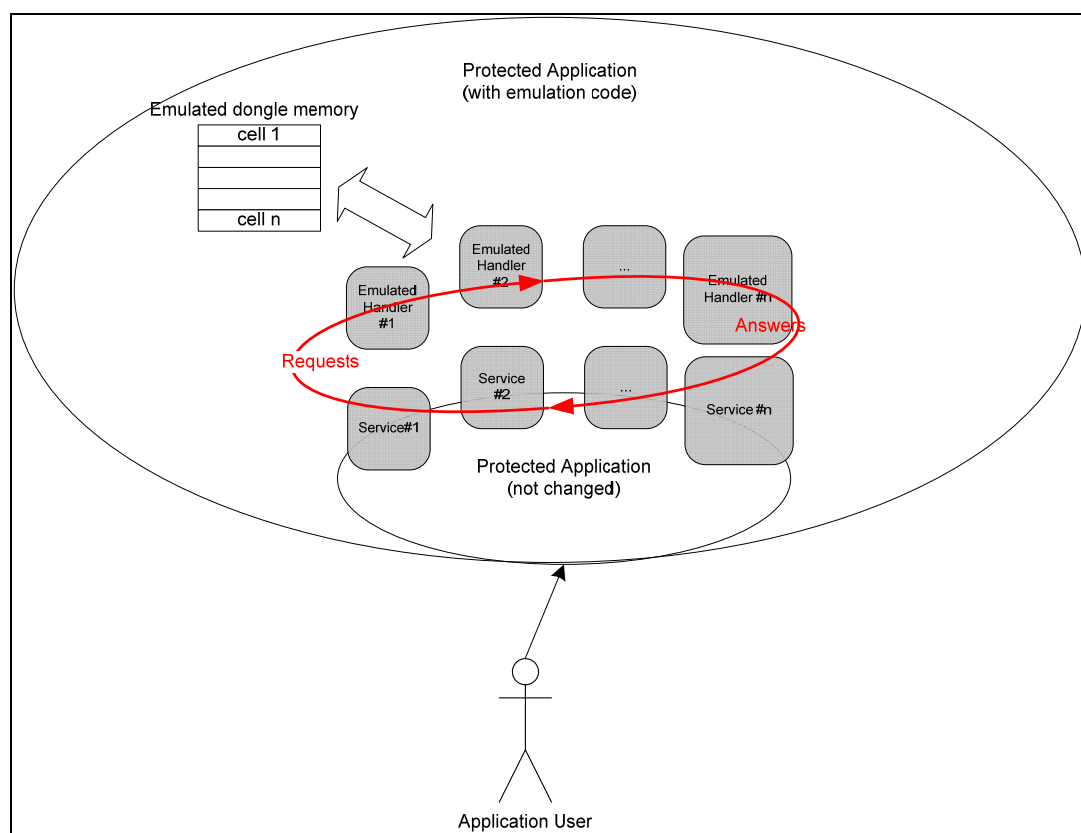 Protected Application
(with emulation code)
Emulated dongle memory
cell 1
cell n
Emulated
Handler
#1
Emulated
Handler
#2
...
Emulated
Handler #n
Requests
Answers
Service#1
Service
#2
...
Service #n
Protected Application
(not changed)
Application User